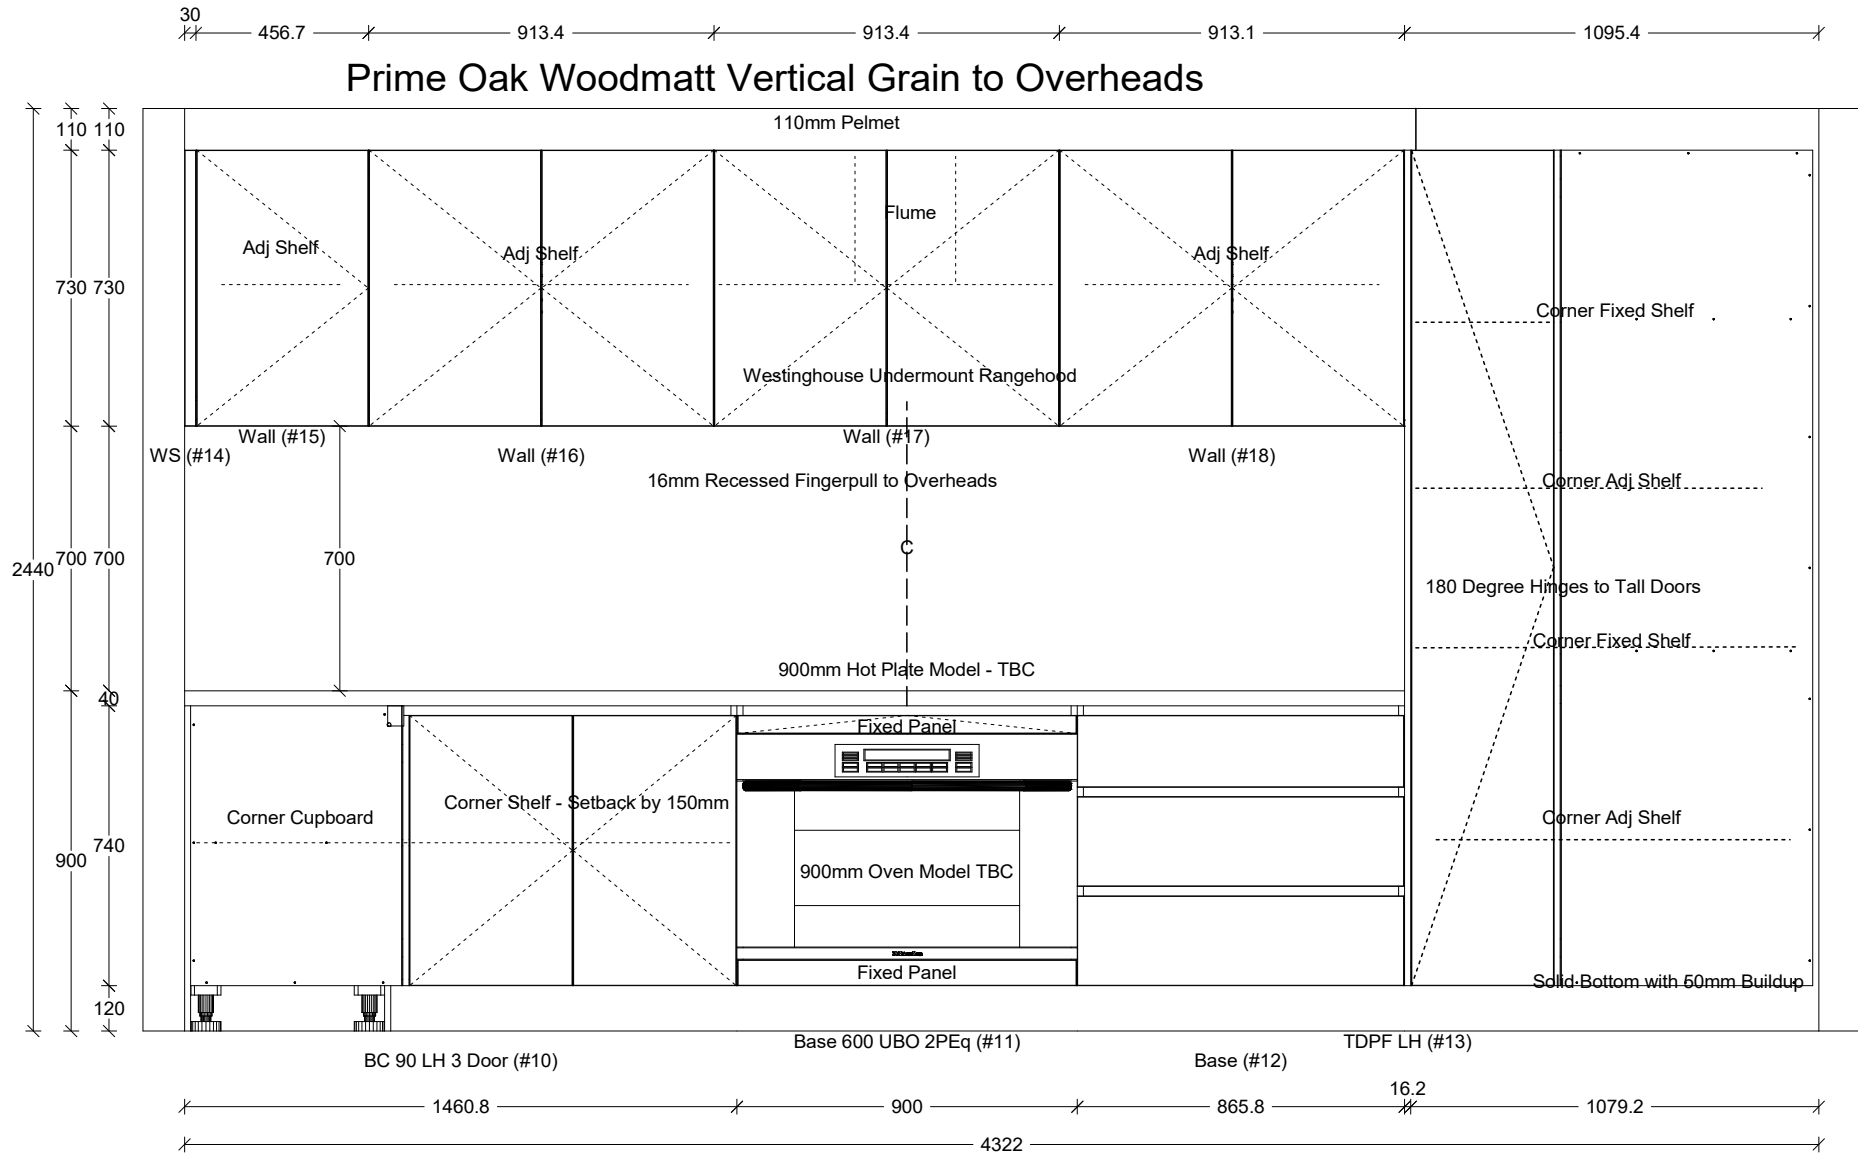 30
456.7
913.4
913.4
913.1
1095.4
Prime Oak Woodmatt Vertical Grain to Overheads
110 110
110mm Pelmet
Flume
Adj Shelf
Adj Shelf
Adj Shelf
730 730
Corner Fixed Shelf
Westinghouse Undermount Rangehood
Wall (#15)
Wall (#17)
WS (#14)
Wall (#16)
Wall (#18)
16mm Recessed Fingerpull to Overheads
Corner Adj Shelf
C
2440
700 700
700
180 Degree Hinges to Tall Doors
Corner Fixed Shelf
900mm Hot Plate Model - TBC
40
Fixed Panel
Corner Shelf - Setback by 150mm
Corner Cupboard
Corner Adj Shelf
740
900
900mm Oven Model TBC
Fixed Panel
Solid Bottom with 50mm Buildup
120
Base 600 UBO 2PEq (#11)
TDPF LH (#13)
BC 90 LH 3 Door (#10)
Base (#12)
16.2
1460.8
900
865.8
1079.2
4322